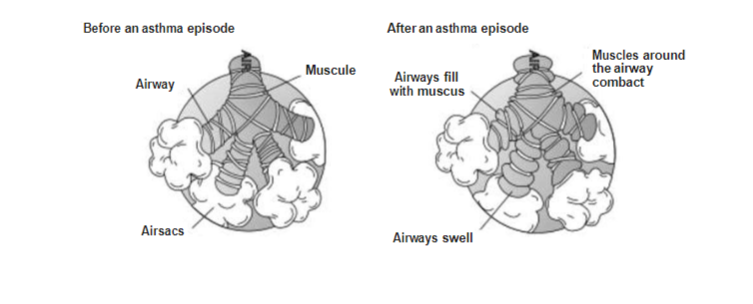 Before an asthma episode
After an asthma episode
AIR
Muscule
Airway
Airsacs
AIR
Muscles around
the airway
combact
Airways fill
with muscus
Airways swell